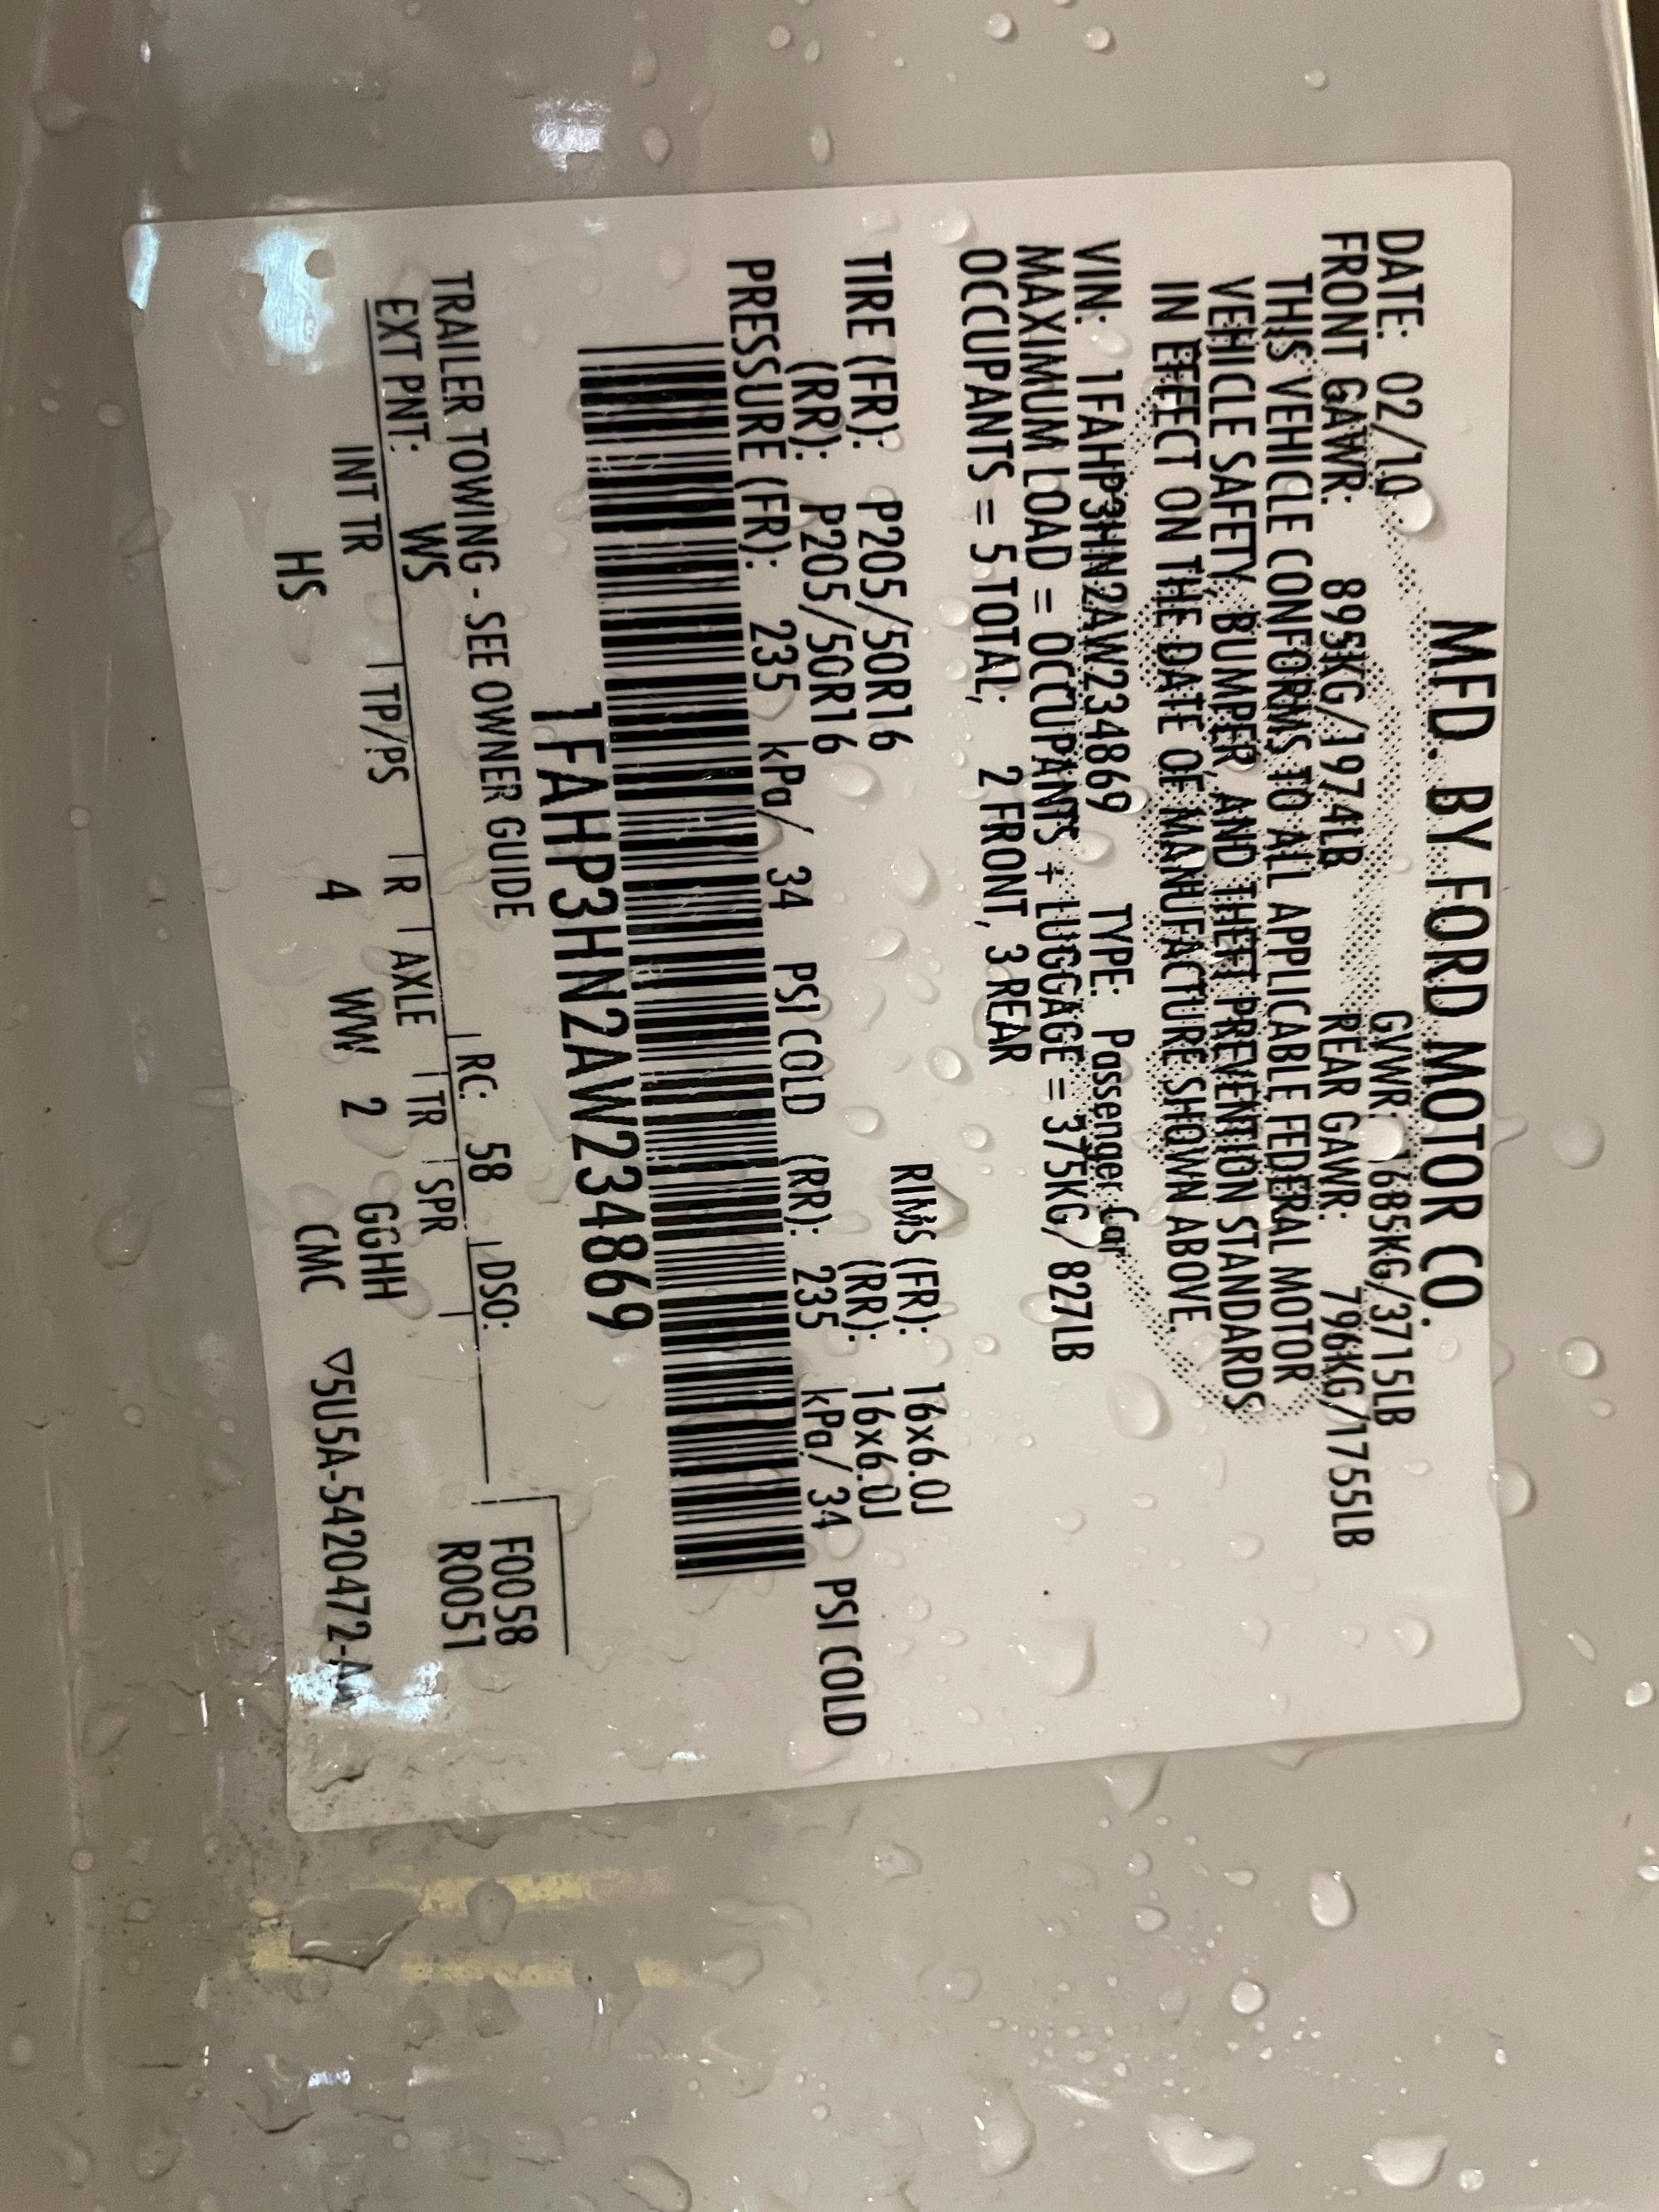 MFD. BY FORD MOTOR CO.
DATE: 02/10 GVWR: 1685KG/3715LB
FRONT GAWR: 895KG/1974LB REAR GAWR: 796KG/1755LB
THIS VEHICLE CONFORMS TO ALL APPLICABLE FEDERAL MOTOR
VEHICLE SAFETY, BUMPER, AND THEFT PREVENTION STANDARDS
IN EFFECT ON THE DATE OF MANUFACTURE SHOWN ABOVE.
VIN: 1FAHP3HN2AW234869 TYPE: Passenger Car
MAXIMUM LOAD = OCCUPANTS + LUGGAGE = 375KG/ 827LB
OCCUPANTS = 5 TOTAL; 2 FRONT, 3 REAR
TIRE (FR): P205/50R16 RIMS (FR): 16x6.0J
(RR): P205/50R16 (RR): 16x6.0J
PRESSURE (FR): 235 kPa/ 34 PSI COLD (RR): 235 kPa/ 34 PSI COLD
1FAHP3HN2AW234869
TRAILER TOWING - SEE OWNER GUIDE
F0058
R0051
EXT PNT: WS RC: 58 DSO:
INT TR TP/PS R AXLE TR SPR
HS 4 WW 2 GGHH
CMC ▽5U5A-5420472-A